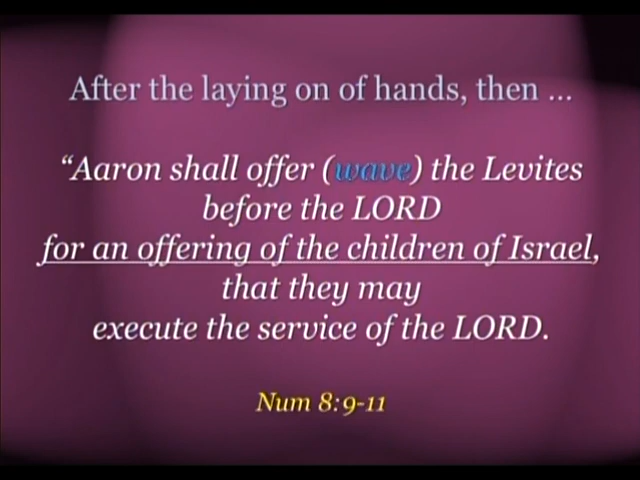 After the laying on of hands, then ...
“Aaron shall offer (wave) the Levites
before the LORD
for an offering of the children of Israel,
that they may
execute the service of the LORD.
Num 8:9-11